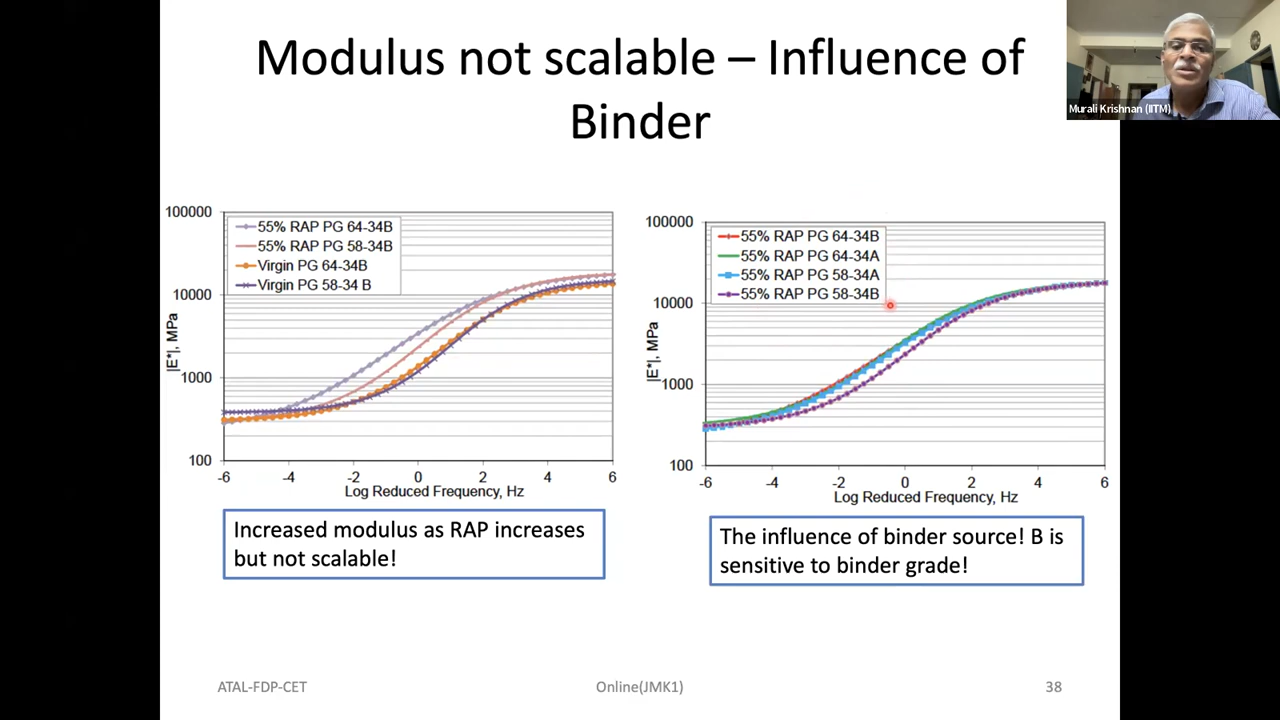 Modulus not scalable – Influence of
Binder
Murali Krishnan (IITM)
100000
10000
1000
100
|E*|, MPa
55% RAP PG 64-34B
55% RAP PG 58-34B
Virgin PG 64-34B
Virgin PG 58-34 B
-6 -4 -2 0 2 4 6
Log Reduced Frequency, Hz
Increased modulus as RAP increases
but not scalable!
100000
10000
1000
100
|E*|, MPa
55% RAP PG 64-34B
55% RAP PG 64-34A
55% RAP PG 58-34A
55% RAP PG 58-34B
-6 -4 -2 0 2 4 6
Log Reduced Frequency, Hz
The influence of binder source! B is
sensitive to binder grade!
ATAL-FDP-CET
Online(JMK1)
38